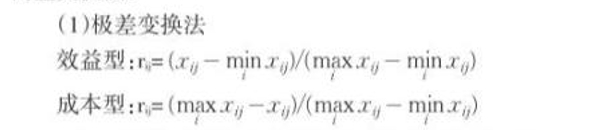 (1)极差变换法
效益型:rᵢⱼ=(xᵢⱼ − min xᵢⱼ)/(max xᵢⱼ − min xᵢⱼ)
i i i
成本型:rᵢⱼ=(max xᵢⱼ − xᵢⱼ)/(max xᵢⱼ − min xᵢⱼ)
i i i